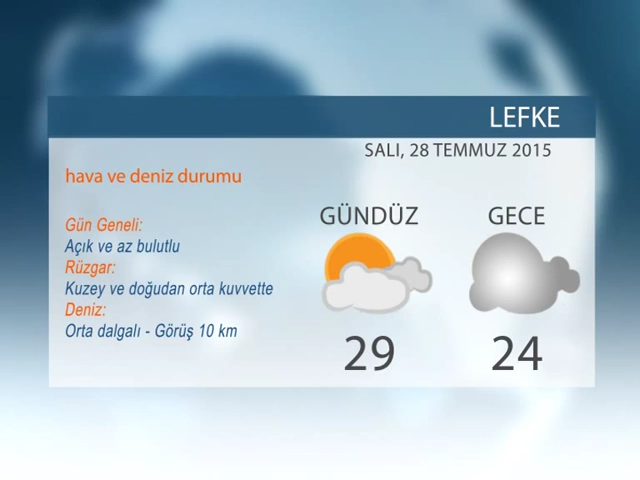 LEFKE
SALI, 28 TEMMUZ 2015
hava ve deniz durumu
Gün Geneli:
Açık ve az bulutlu
Rüzgar:
Kuzey ve doğudan orta kuvvette
Deniz:
Orta dalgalı - Görüş 10 km
GÜNDÜZ
GECE
29
24